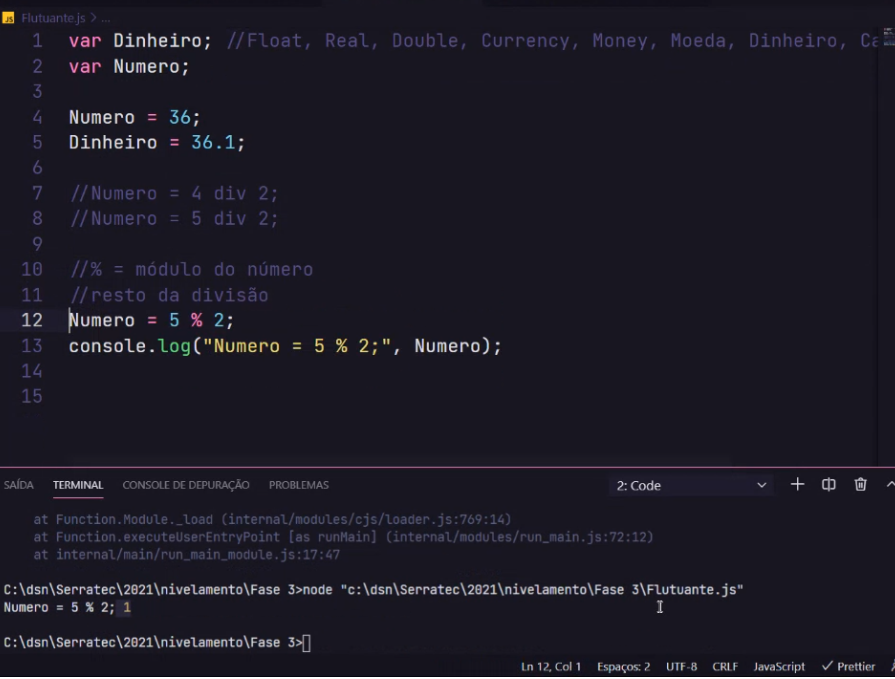 JS Flutuante.js > ...
1 var Dinheiro; //Float, Real, Double, Currency, Money, Moeda, Dinheiro,
2 var Numero;
3
4 Numero = 36;
5 Dinheiro = 36.1;
6
7 //Numero = 4 div 2;
8 //Numero = 5 div 2;
9
10 //% = módulo do número
11 //resto da divisão
12 Numero = 5 % 2;
13 console.log("Numero = 5 % 2;", Numero);
14
15
SAÍDA TERMINAL CONSOLE DE DEPURAÇÃO PROBLEMAS 2: Code
at Function.Module._load (internal/modules/cjs/loader.js:769:14)
at Function.executeUserEntryPoint [as runMain] (internal/modules/run_main.js:72:12)
at internal/main/run_main_module.js:17:47
C:\dsn\Serratec\2021\nivelamento\Fase 3>node "c:\dsn\Serratec\2021\nivelamento\Fase 3\Flutuante.js"
Numero = 5 % 2; 1
C:\dsn\Serratec\2021\nivelamento\Fase 3>
Ln 12, Col 1 Espaços: 2 UTF-8 CRLF JavaScript ✓ Prettier